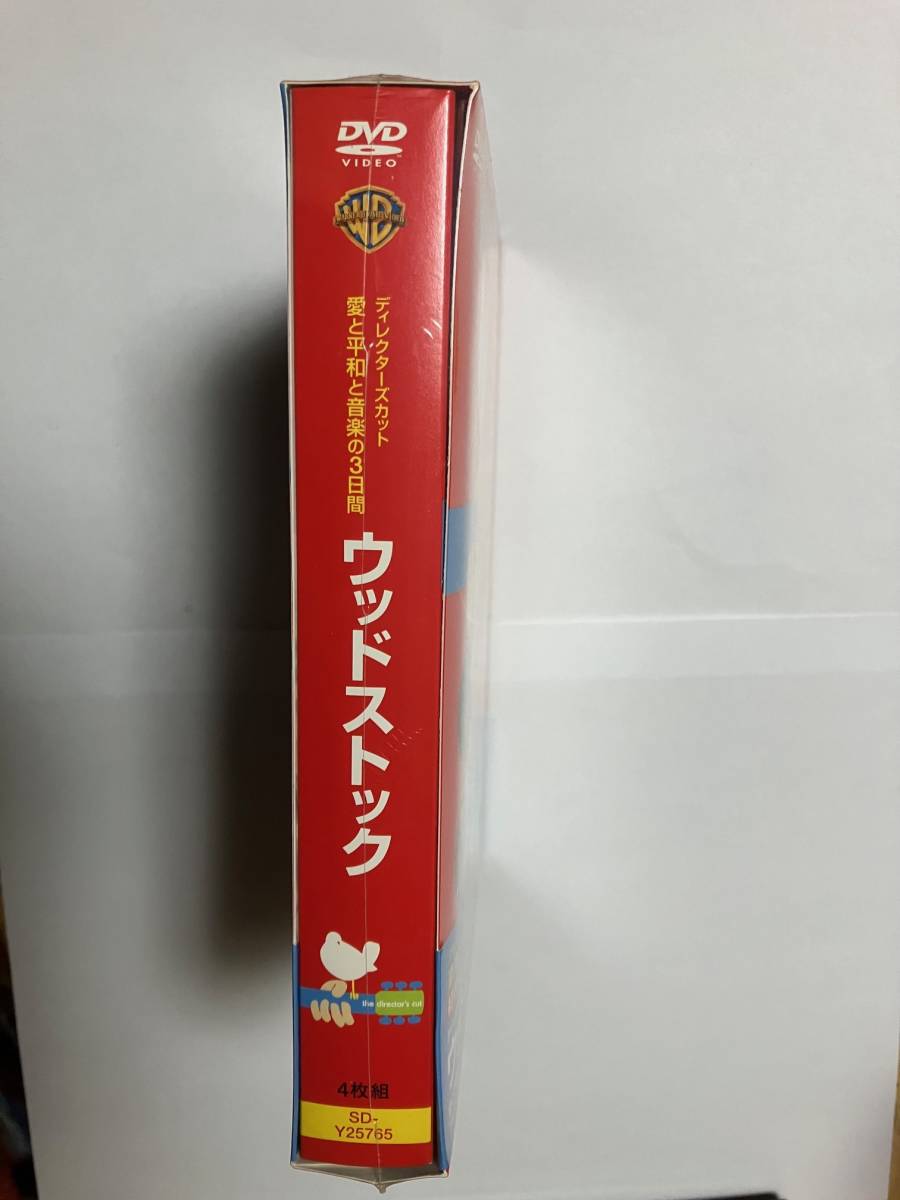 DVD
VIDEO
ディレクターズカット
愛と平和と音楽の3日間
ウッドストック
the director's cut
4枚組
SD-
Y25765